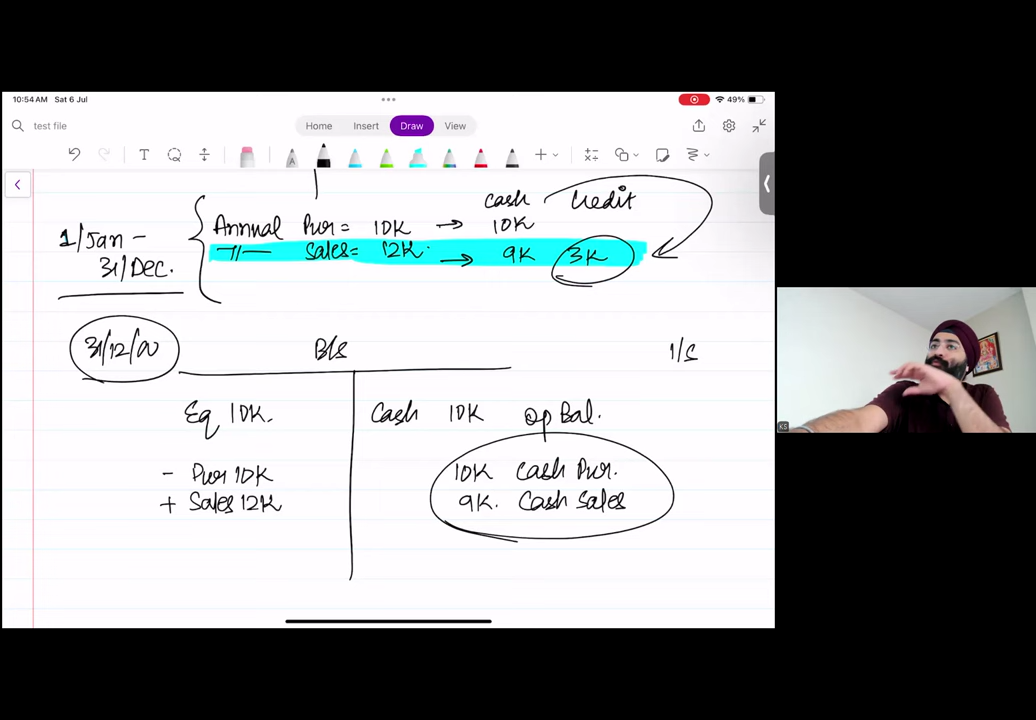 10:54 AM Sat 6 Jul
49%
test file
Home Insert Draw View
T
A
Cash Credit
Annual Pur = 10K → 10K
Sales = 12K → 9K 3K
1/Jan -
31/Dec.
31/12/00 B/S
Eq 10K. Cash 10K op Bal.
- Pur 10K 10K Cash Pur.
+ Sales 12K 9K. Cash Sales
KS